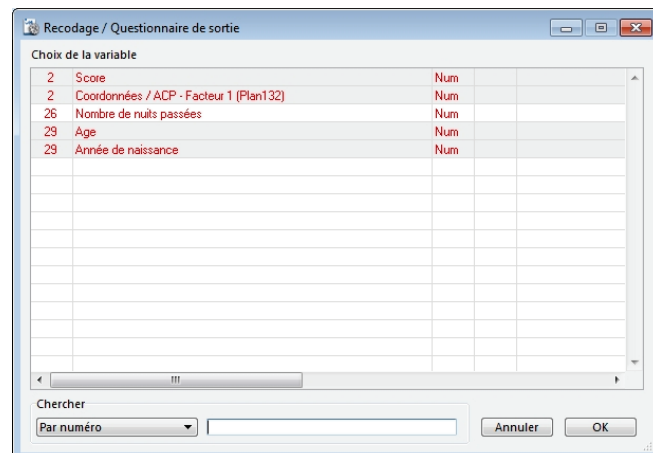 Recodage / Questionnaire de sortie
Choix de la variable
2 Score Num
2 Coordonnées / ACP - Facteur 1 (Plan132) Num
26 Nombre de nuits passées Num
29 Age Num
29 Année de naissance Num
Chercher
Par numéro Annuler OK